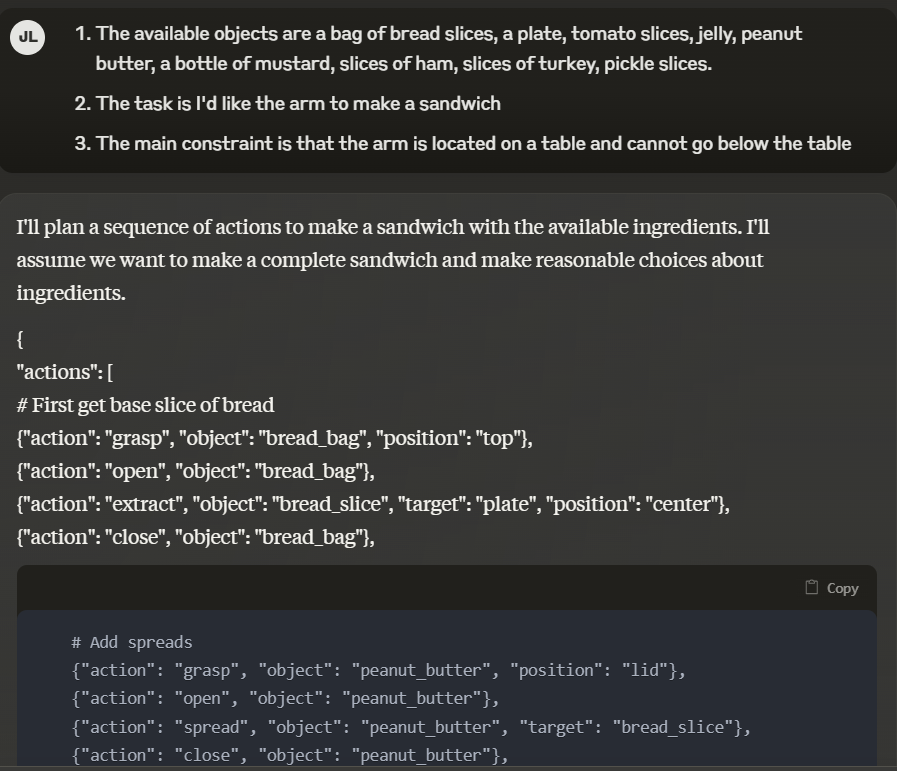 JL
1. The available objects are a bag of bread slices, a plate, tomato slices, jelly, peanut
butter, a bottle of mustard, slices of ham, slices of turkey, pickle slices.
2. The task is I'd like the arm to make a sandwich
3. The main constraint is that the arm is located on a table and cannot go below the table
I'll plan a sequence of actions to make a sandwich with the available ingredients. I'll
assume we want to make a complete sandwich and make reasonable choices about
ingredients.
{
"actions": [
# First get base slice of bread
{"action": "grasp", "object": "bread_bag", "position": "top"},
{"action": "open", "object": "bread_bag"},
{"action": "extract", "object": "bread_slice", "target": "plate", "position": "center"},
{"action": "close", "object": "bread_bag"},
Copy
# Add spreads
{"action": "grasp", "object": "peanut_butter", "position": "lid"},
{"action": "open", "object": "peanut_butter"},
{"action": "spread", "object": "peanut_butter", "target": "bread_slice"},
{"action": "close", "object": "peanut_butter"},